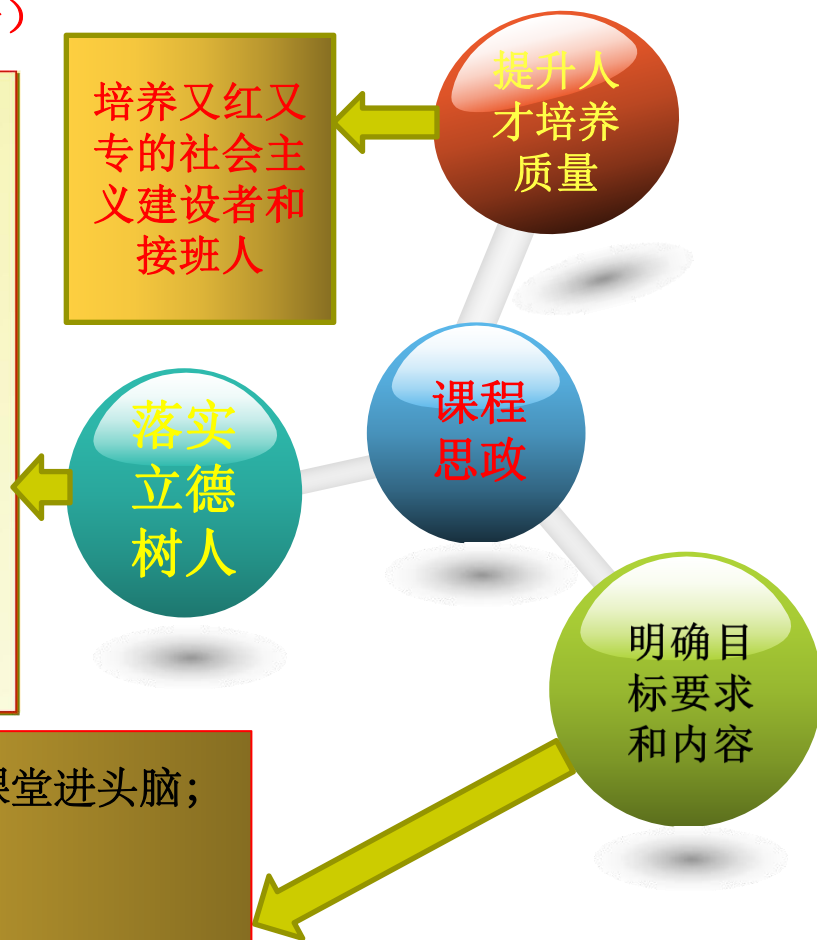 ）
培养又红又
专的社会主
义建设者和
接班人
提升人
才培养
质量
课程
思政
落实
立德
树人
明确目
标要求
和内容
课堂进头脑；